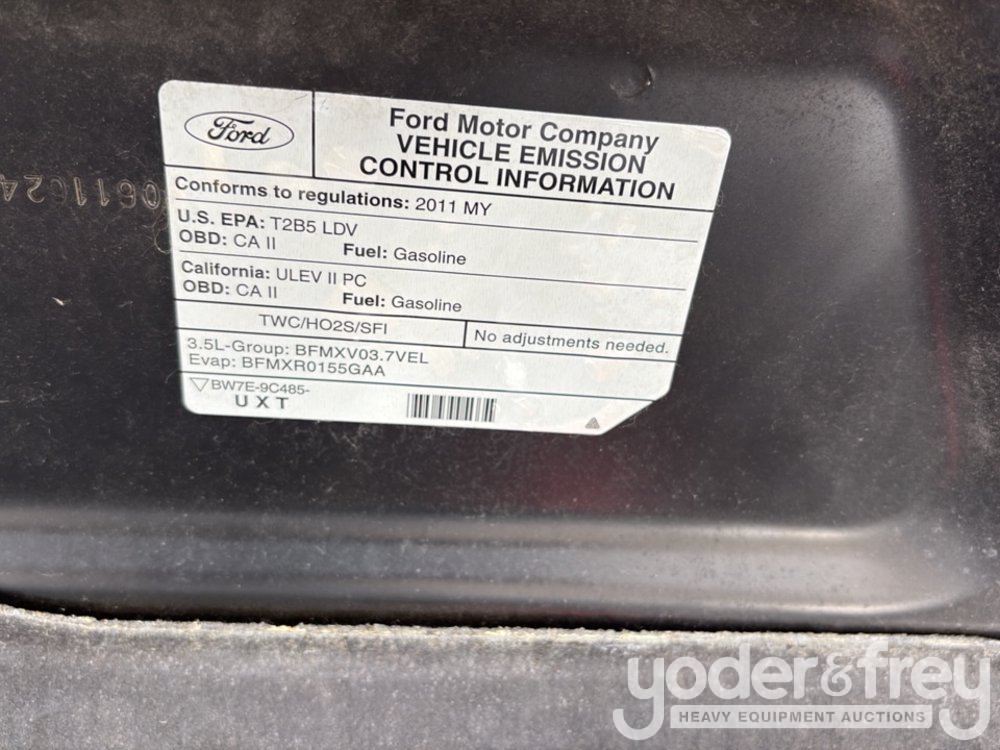 Ford
Ford Motor Company
VEHICLE EMISSION
CONTROL INFORMATION
Conforms to regulations: 2011 MY
U.S. EPA: T2B5 LDV
OBD: CA II Fuel: Gasoline
California: ULEV II PC
OBD: CA II Fuel: Gasoline
TWC/HO2S/SFI No adjustments needed.
3.5L-Group: BFMXV03.7VEL
Evap: BFMXR0155GAA
BW7E-9C485-
U X T
0611624
yoder&frey
HEAVY EQUIPMENT AUCTIONS